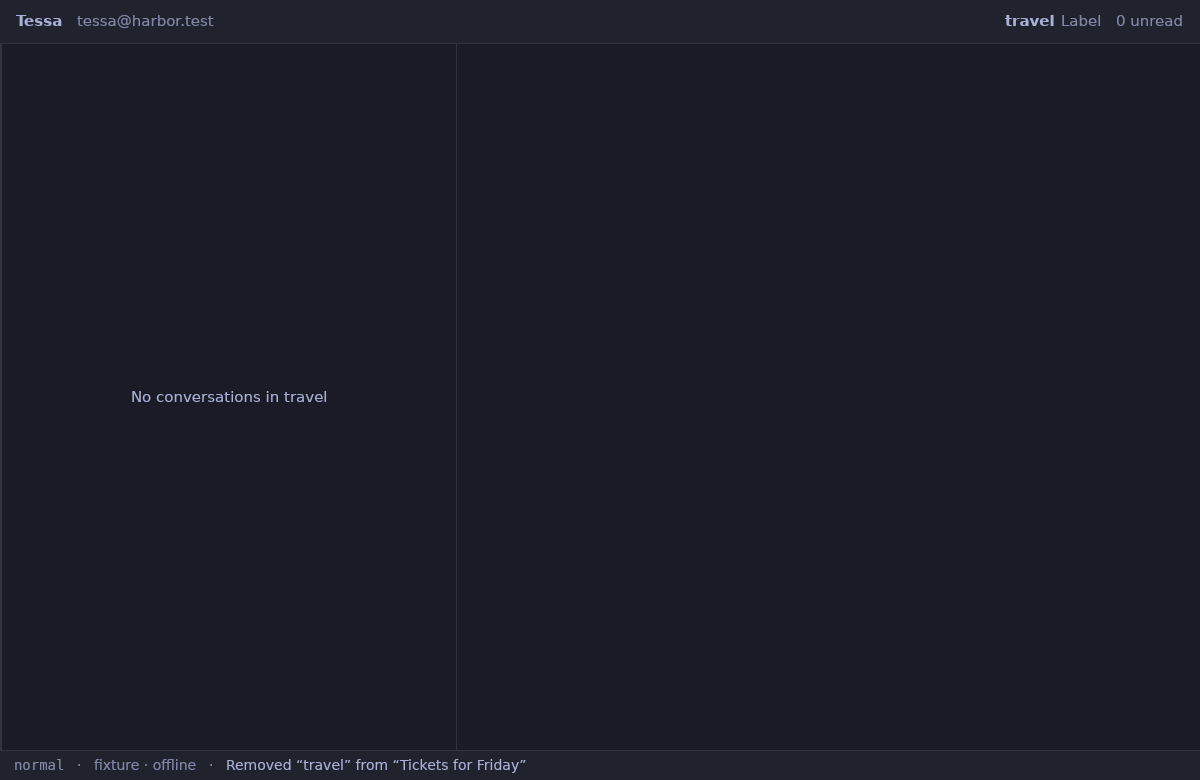 Tessa tessa@harbor.test travel Label 0 unread
No conversations in travel
normal · fixture · offline · Removed “travel” from “Tickets for Friday”